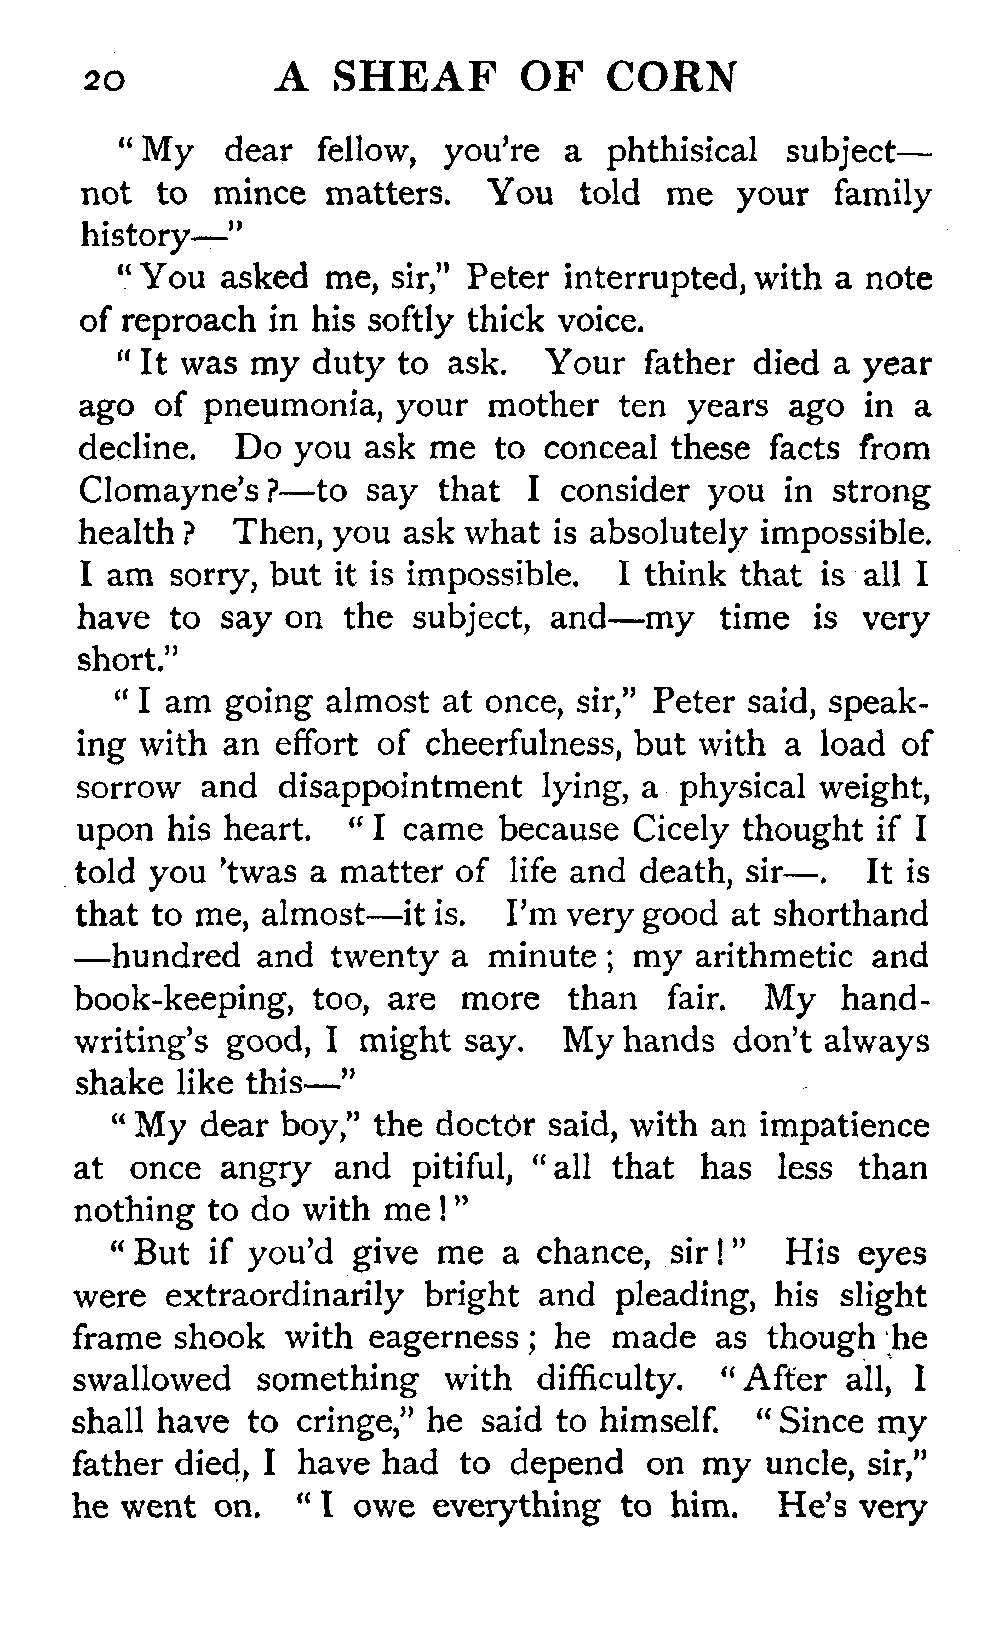 20 A SHEAF OF CORN
" My dear fellow, you're a phthisical subject—
not to mince matters. You told me your family
history—"
" You asked me, sir," Peter interrupted, with a note
of reproach in his softly thick voice.
" It was my duty to ask. Your father died a year
ago of pneumonia, your mother ten years ago in a
decline. Do you ask me to conceal these facts from
Clomayne's ?—to say that I consider you in strong
health ? Then, you ask what is absolutely impossible.
I am sorry, but it is impossible. I think that is all I
have to say on the subject, and—my time is very
short."
" I am going almost at once, sir," Peter said, speak-
ing with an effort of cheerfulness, but with a load of
sorrow and disappointment lying, a physical weight,
upon his heart. " I came because Cicely thought if I
told you 'twas a matter of life and death, sir—. It is
that to me, almost—it is. I'm very good at shorthand
—hundred and twenty a minute ; my arithmetic and
book-keeping, too, are more than fair. My hand-
writing's good, I might say. My hands don't always
shake like this—"
" My dear boy," the doctor said, with an impatience
at once angry and pitiful, " all that has less than
nothing to do with me ! "
" But if you'd give me a chance, sir ! " His eyes
were extraordinarily bright and pleading, his slight
frame shook with eagerness ; he made as though he
swallowed something with difficulty. " After all, I
shall have to cringe," he said to himself. " Since my
father died, I have had to depend on my uncle, sir,"
he went on. " I owe everything to him. He's very